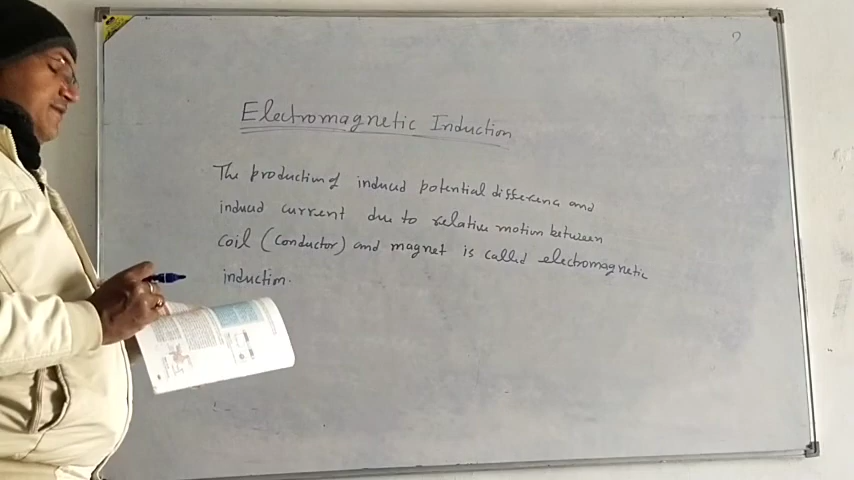 Electromagnetic Induction
The production of induced potential difference and
induced current due to relative motion between
coil (conductor) and magnet is called electromagnetic
induction.